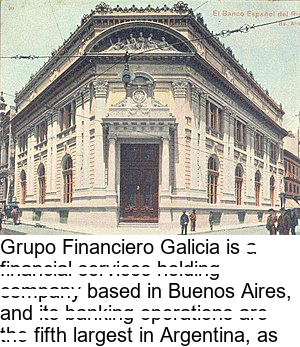 El Banco Español del
Grupo Financiero Galicia is a
financial services holding
company based in Buenos Aires,
and its banking operations are
the fifth largest in Argentina, as